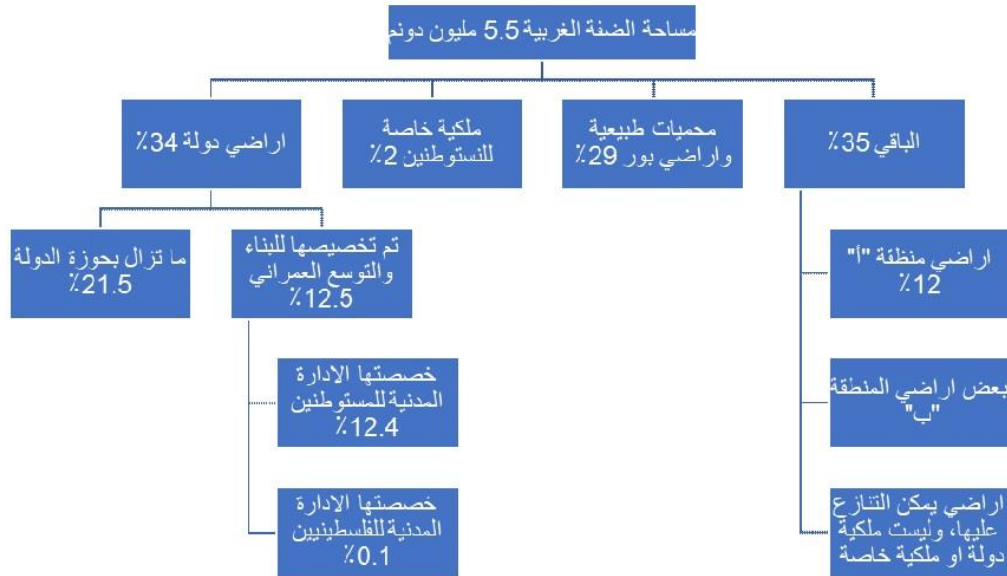 مساحة الضفة الغربية 5.5 مليون دونم
الباقي 35٪
محميات طبيعية
واراضي بور 29٪
ملكية خاصة
للنستوطنين 2٪
اراضي دولة 34٪
اراضي منظقة "أ"
12٪
بعض اراضي المنطقة
"ب"
اراضي يمكن التنازع
عليها، وليست ملكية
دولة او ملكية خاصة
تم تخصيصها للبناء
والتوسع العمراني
12.5٪
ما تزال بحوزة الدولة
21.5٪
خصصتها الادارة
المدنية للمستوطنين
12.4٪
خصصتها الادارة
المدنية للفلسطينيين
0.1٪